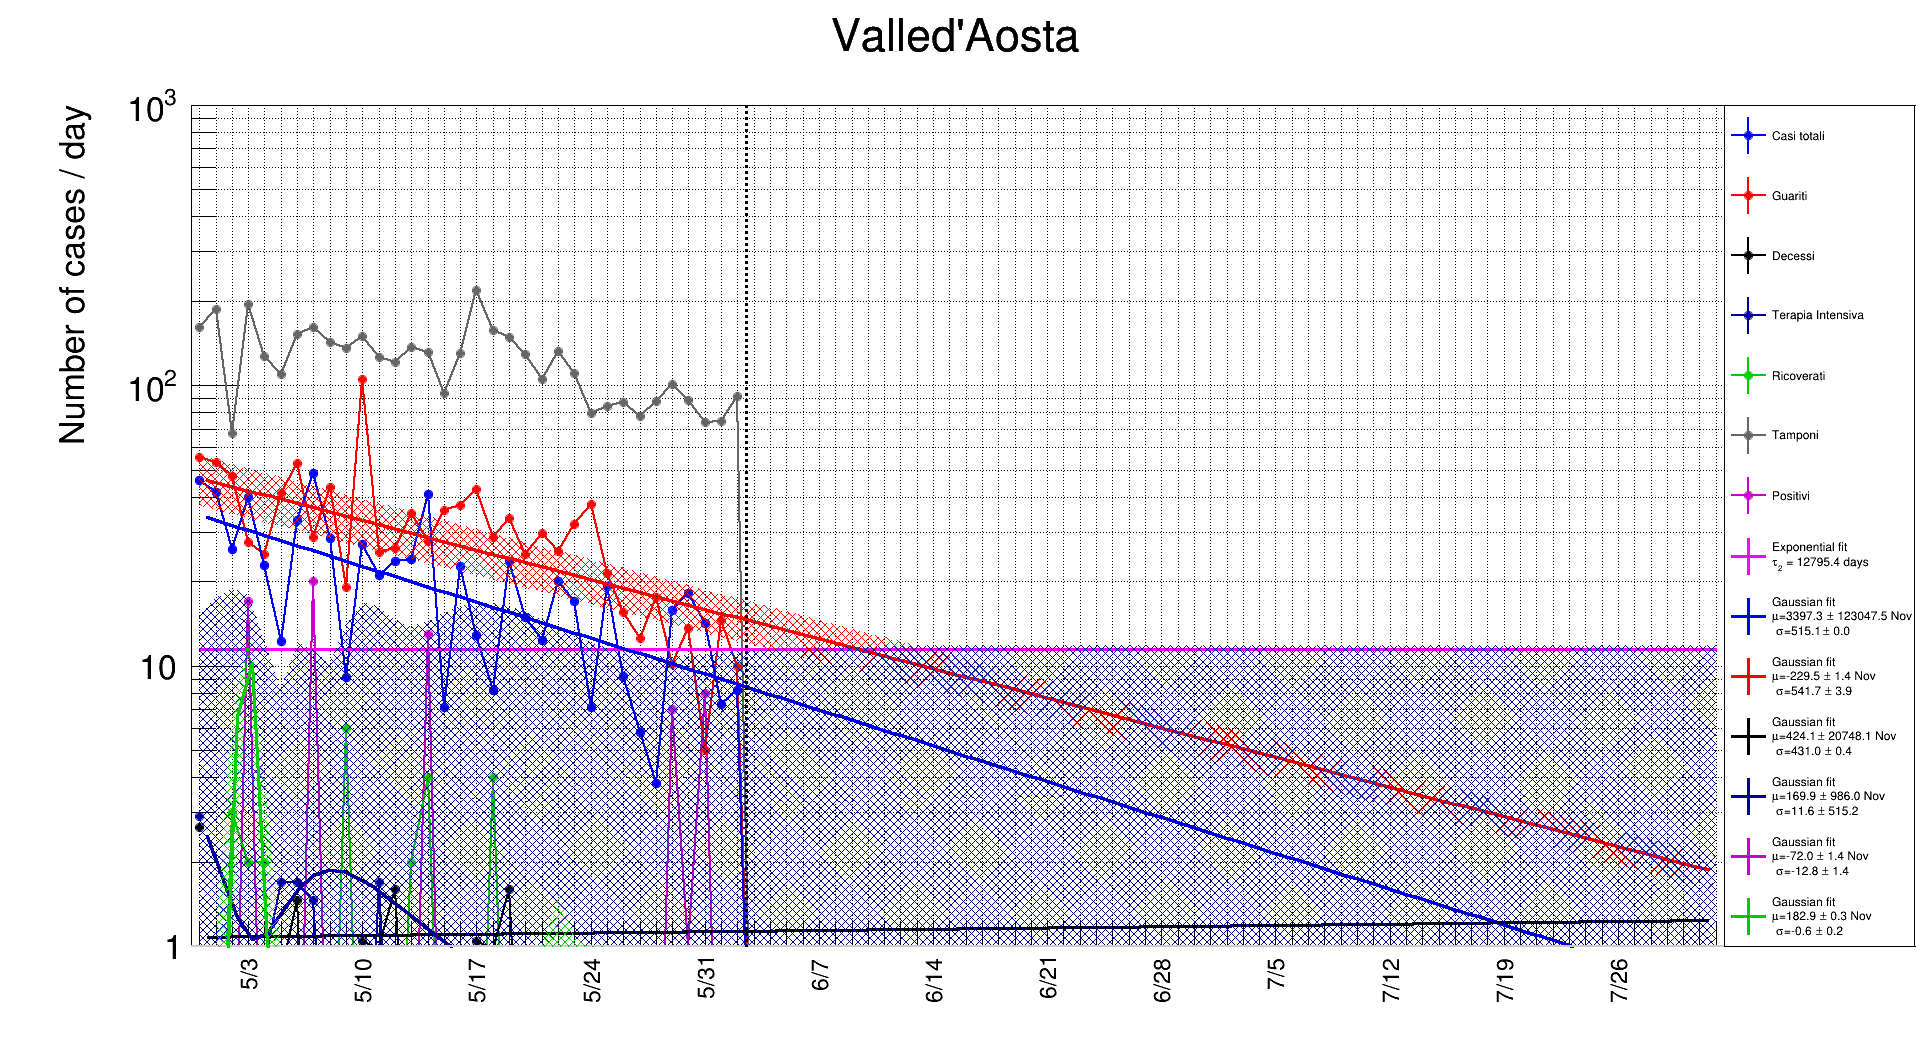 Valled'Aosta
Number of cases / day
10³
10²
10
1
5/3
5/10
5/17
5/24
5/31
6/7
6/14
6/21
6/28
7/5
7/12
7/19
7/26
Casi totali
Guariti
Decessi
Terapia Intensiva
Ricoverati
Tamponi
Positivi
Exponential fit
τ₂ = 12795.4 days
Gaussian fit
μ=3397.3 ± 123047.5 Nov
σ=515.1 ± 0.0
Gaussian fit
μ=-229.5 ± 1.4 Nov
σ=541.7 ± 3.9
Gaussian fit
μ=424.1 ± 20748.1 Nov
σ=431.0 ± 0.4
Gaussian fit
μ=169.9 ± 986.0 Nov
σ=11.6 ± 515.2
Gaussian fit
μ=-72.0 ± 1.4 Nov
σ=-12.8 ± 1.4
Gaussian fit
μ=182.9 ± 0.3 Nov
σ=-0.6 ± 0.2